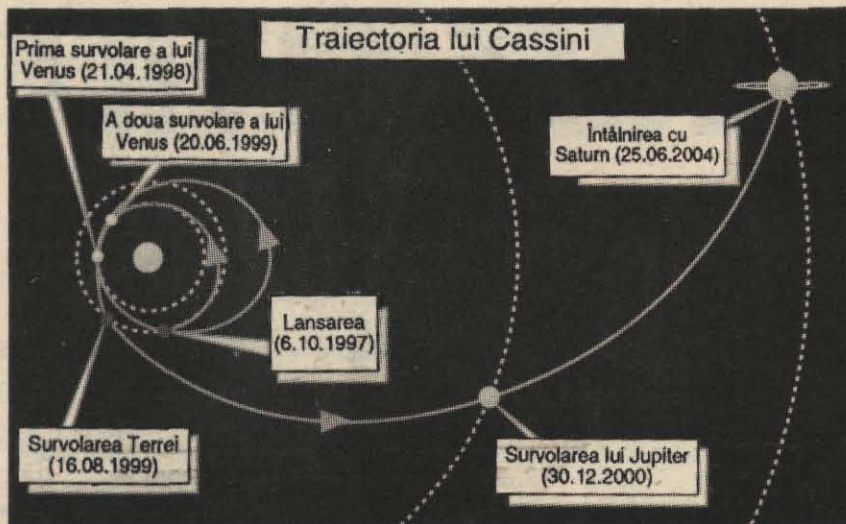 Traiectoria lui Cassini
Prima survolare a lui
Venus (21.04.1998)
A doua survolare a lui
Venus (20.06.1999)
Întâlnirea cu
Saturn (25.06.2004)
Lansarea
(6.10.1997)
Survolarea Terrei
(16.08.1999)
Survolarea lui Jupiter
(30.12.2000)